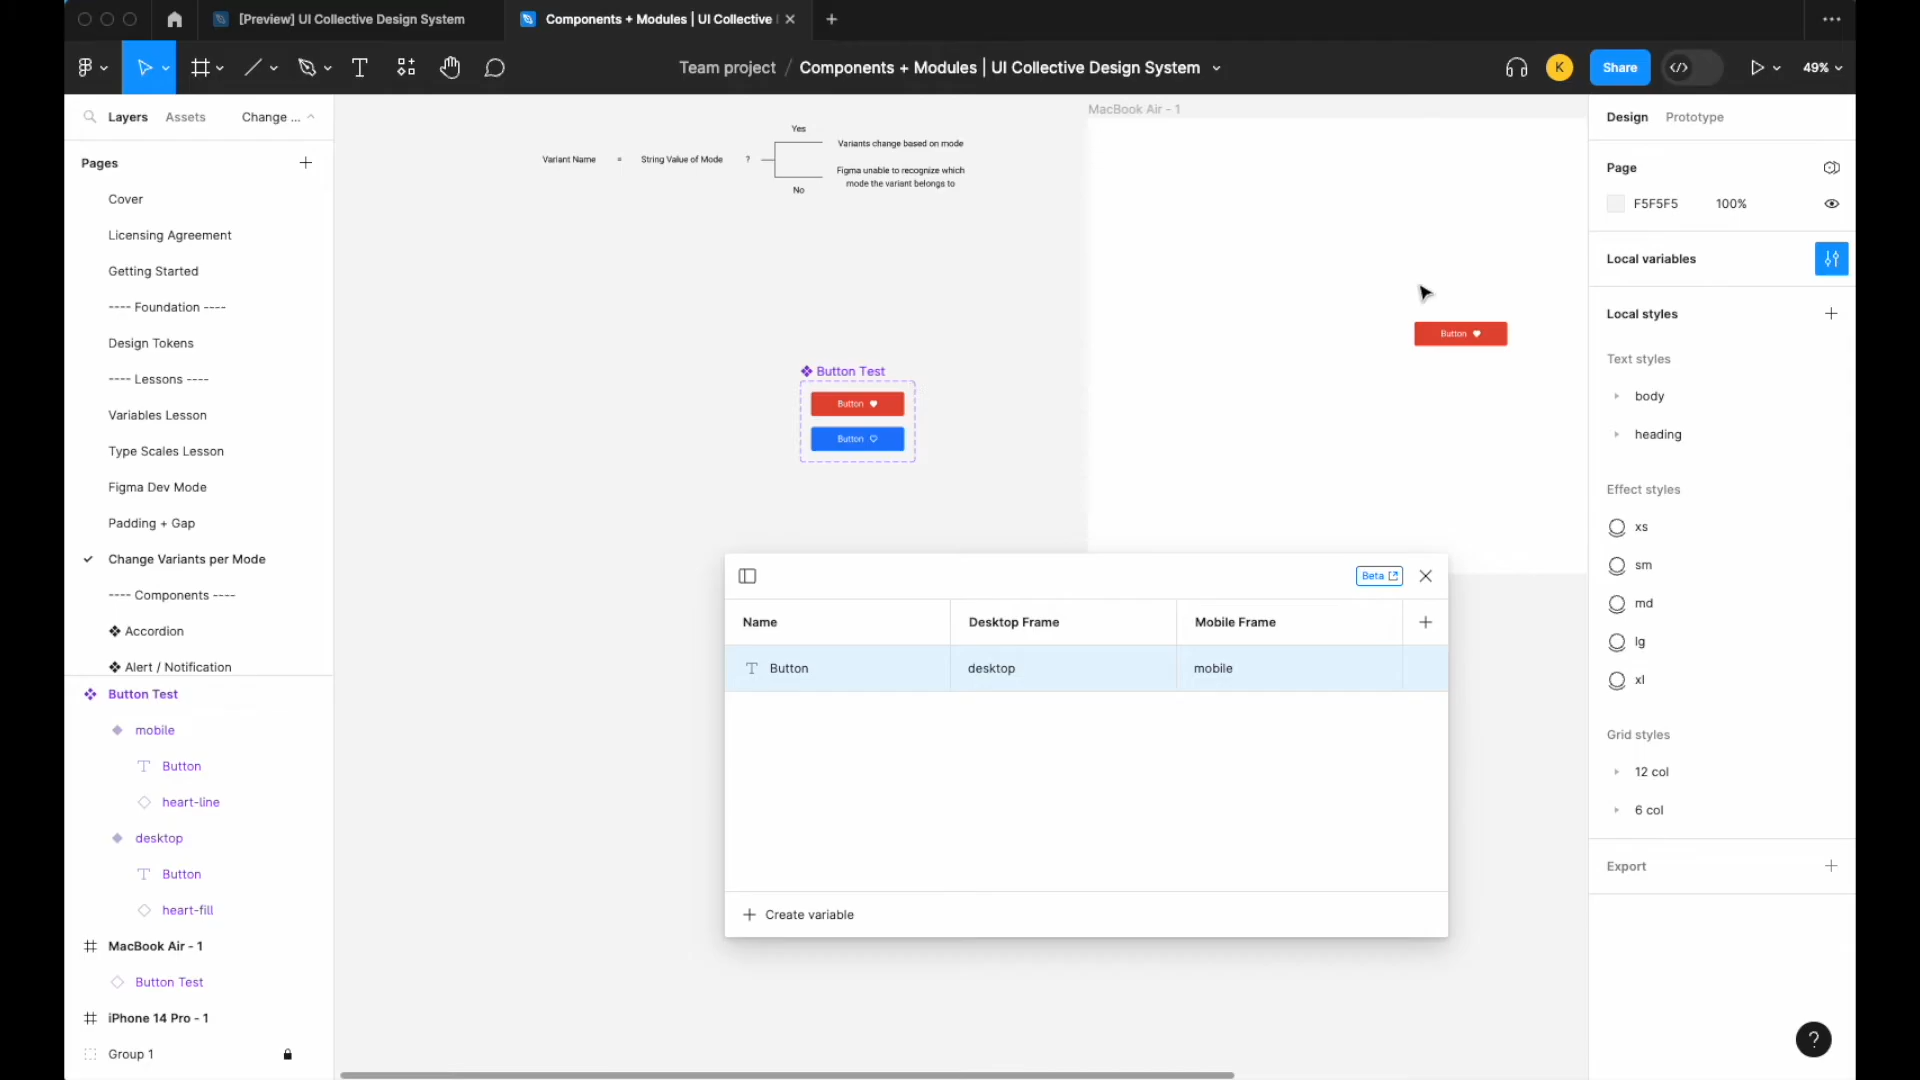 [Preview] UI Collective Design System
Components + Modules | UI Collective
Team project / Components + Modules | UI Collective Design System
K
Share
49%
Layers
Assets
Change ...
Pages
Cover
Licensing Agreement
Getting Started
---- Foundation ----
Design Tokens
---- Lessons ----
Variables Lesson
Type Scales Lesson
Figma Dev Mode
Padding + Gap
Change Variants per Mode
---- Components ----
Accordion
Alert / Notification
Button Test
mobile
Button
heart-line
desktop
Button
heart-fill
MacBook Air - 1
Button Test
iPhone 14 Pro - 1
Group 1
Variant Name = String Value of Mode ?
Yes
Variants change based on mode
Figma unable to recognize which
mode the variant belongs to
No
Button Test
Button
Button
MacBook Air - 1
Button
Beta
Name
Desktop Frame
Mobile Frame
Button
desktop
mobile
Create variable
Design
Prototype
Page
F5F5F5
100%
Local variables
Local styles
Text styles
body
heading
Effect styles
xs
sm
md
lg
xl
Grid styles
12 col
6 col
Export
?